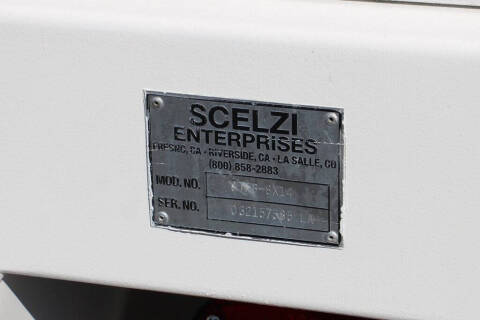 SCELZI
ENTERPRiSES
FRESNO, CA • RIVERSIDE, CA • LA SALLE, CO
(800) 858-2883
MOD. NO.
SER. NO.